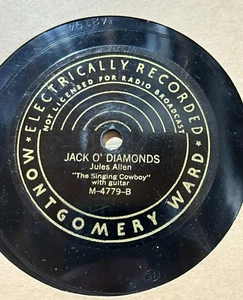 ELECTRICALLY RECORDED
NOT LICENSED FOR RADIO BROADCAST
JACK O' DIAMONDS
Jules Allen
"The Singing Cowboy"
with guitar
M-4779-B
MONTGOMERY WARD